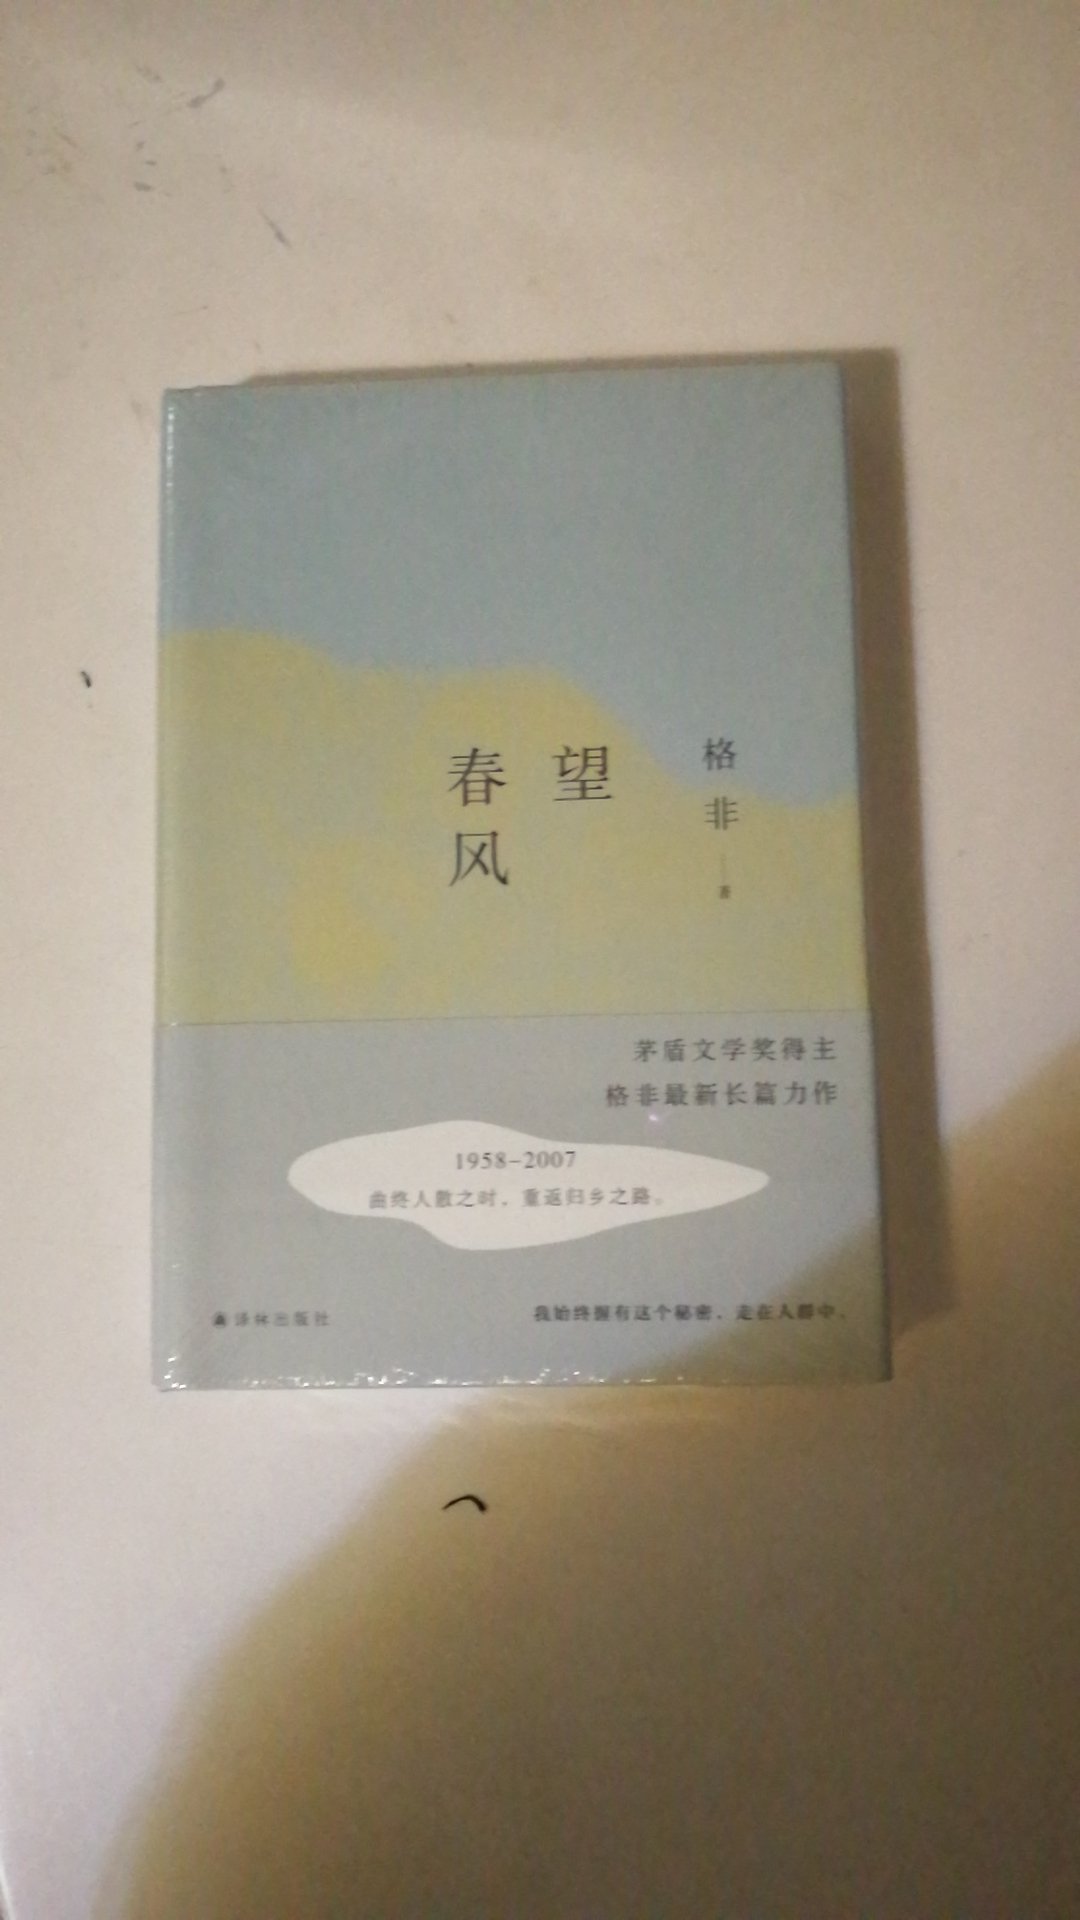 格非 著
望
春风
茅盾文学奖得主
格非最新长篇力作
1958-2007
曲终人散之时，重返归乡之路。
译林出版社
我始终握有这个秘密，走在人群中。